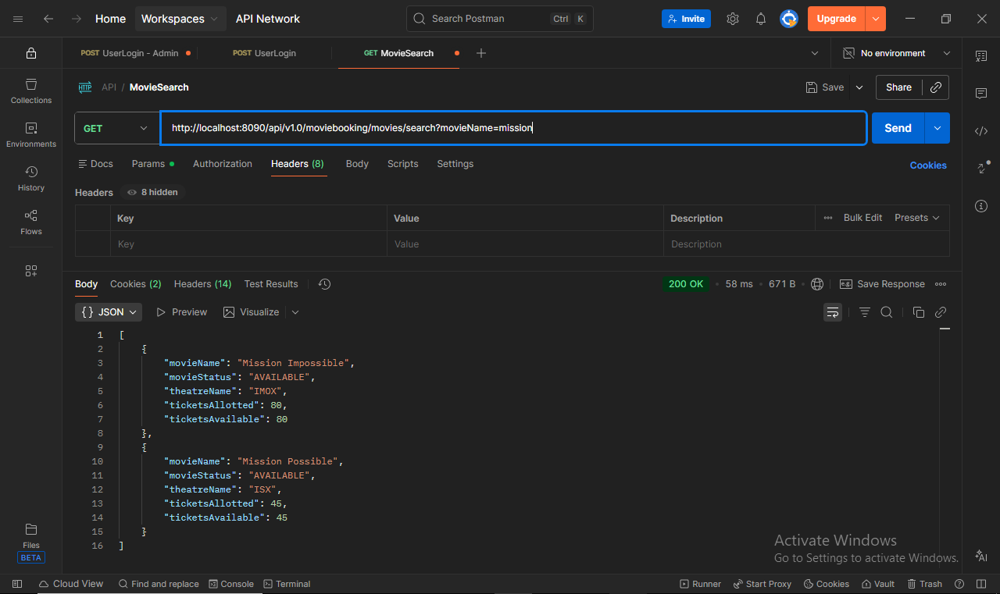 Home Workspaces API Network Search Postman Ctrl K Invite Upgrade
POST UserLogin - Admin POST UserLogin GET MovieSearch No environment
HTTP API / MovieSearch Save Share
GET http://localhost:8090/api/v1.0/moviebooking/movies/search?movieName=mission Send
Docs Params Authorization Headers (8) Body Scripts Settings Cookies
Headers 8 hidden
Key Value Description Bulk Edit Presets
Key Value Description
Collections
Environments
History
Flows
Files
BETA
Body Cookies (2) Headers (14) Test Results 200 OK 58 ms 671 B e.g. Save Response
{ } JSON Preview Visualize
1 [
2 {
3 "movieName": "Mission Impossible",
4 "movieStatus": "AVAILABLE",
5 "theatreName": "IMOX",
6 "ticketsAllotted": 80,
7 "ticketsAvailable": 80
8 },
9 {
10 "movieName": "Mission Possible",
11 "movieStatus": "AVAILABLE",
12 "theatreName": "ISX",
13 "ticketsAllotted": 45,
14 "ticketsAvailable": 45
15 }
16 ]
Activate Windows
Go to Settings to activate Windows.
AI
Cloud View Find and replace Console Terminal Runner Start Proxy Cookies Vault Trash